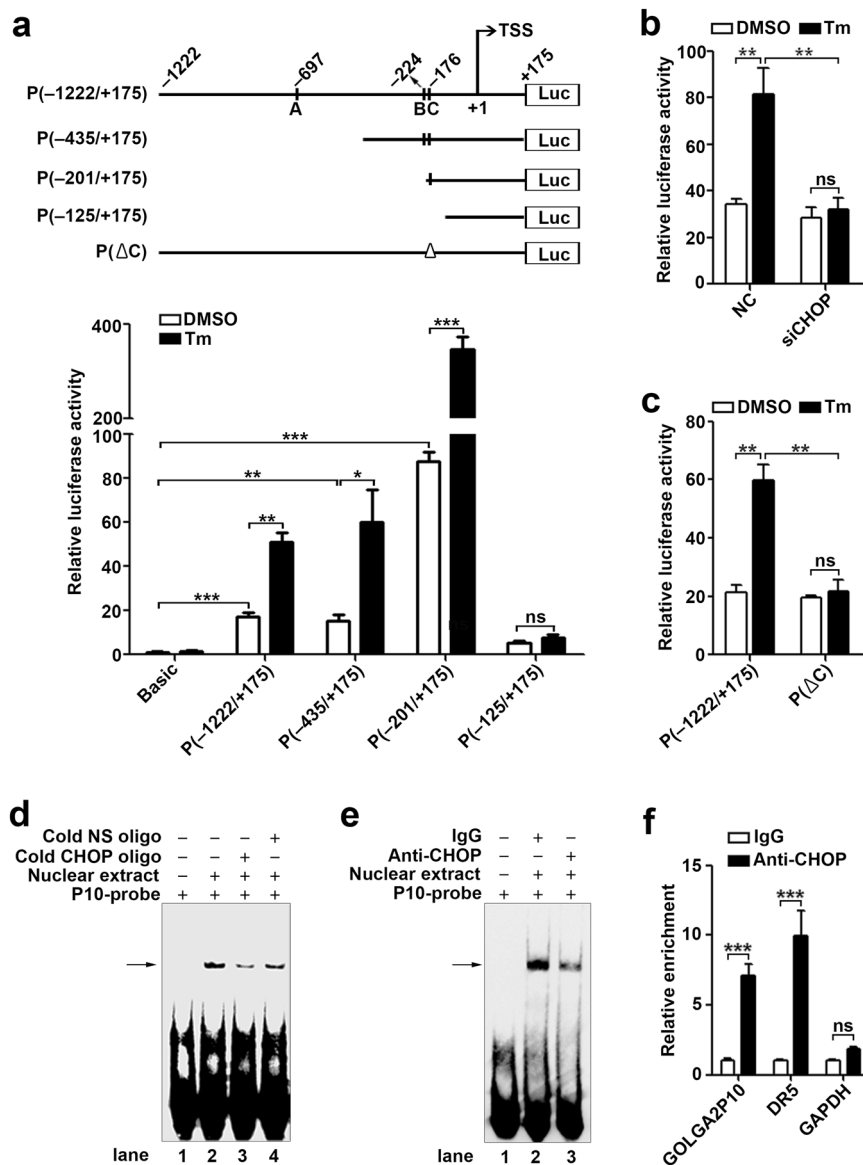 a
–1222
–697
–224
–176
TSS
+175
P(–1222/+175)
A
BC
+1
Luc
P(–435/+175)
Luc
P(–201/+175)
Luc
P(–125/+175)
Luc
P(ΔC)
Δ
Luc
DMSO
Tm
Relative luciferase activity
400
200
100
80
60
40
20
0
***
**
***
**
*
***
ns
ns
Basic
P(–1222/+175)
P(–435/+175)
P(–201/+175)
P(–125/+175)
b
DMSO Tm
Relative luciferase activity
100
80
60
40
20
0
** **
ns
NC
siCHOP
c
DMSO Tm
Relative luciferase activity
80
60
40
20
0
** **
ns
P(–1222/+175)
P(ΔC)
d
Cold NS oligo – – – +
Cold CHOP oligo – – + –
Nuclear extract – + + +
P10-probe + + + +
lane 1 2 3 4
e
IgG – + –
Anti-CHOP – – +
Nuclear extract – + +
P10-probe + + +
lane 1 2 3
f
IgG
Anti-CHOP
Relative enrichment
15
10
5
0
***
***
ns
GOLGA2P10
DR5
GAPDH